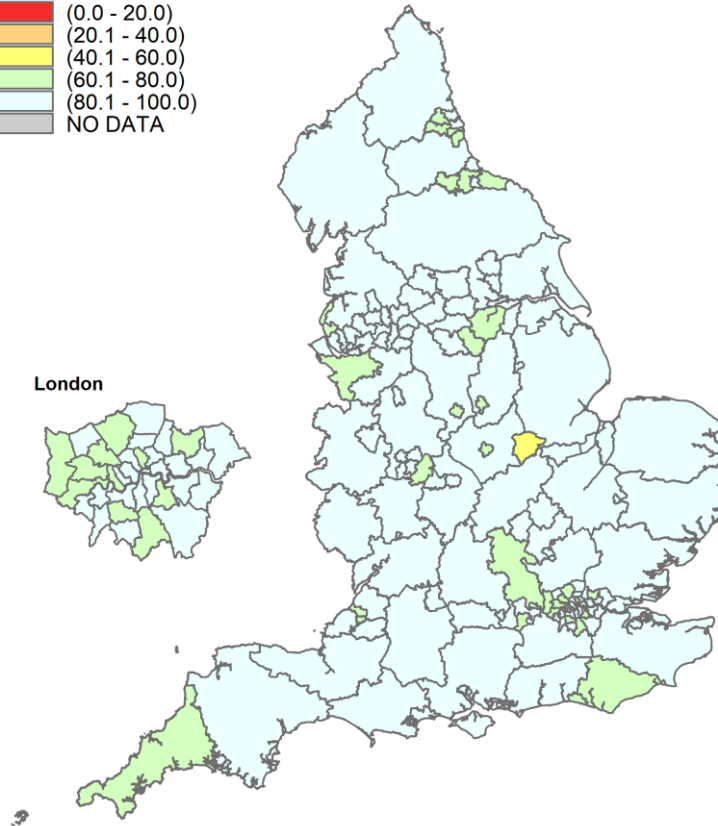 (0.0 - 20.0)
(20.1 - 40.0)
(40.1 - 60.0)
(60.1 - 80.0)
(80.1 - 100.0)
NO DATA
London